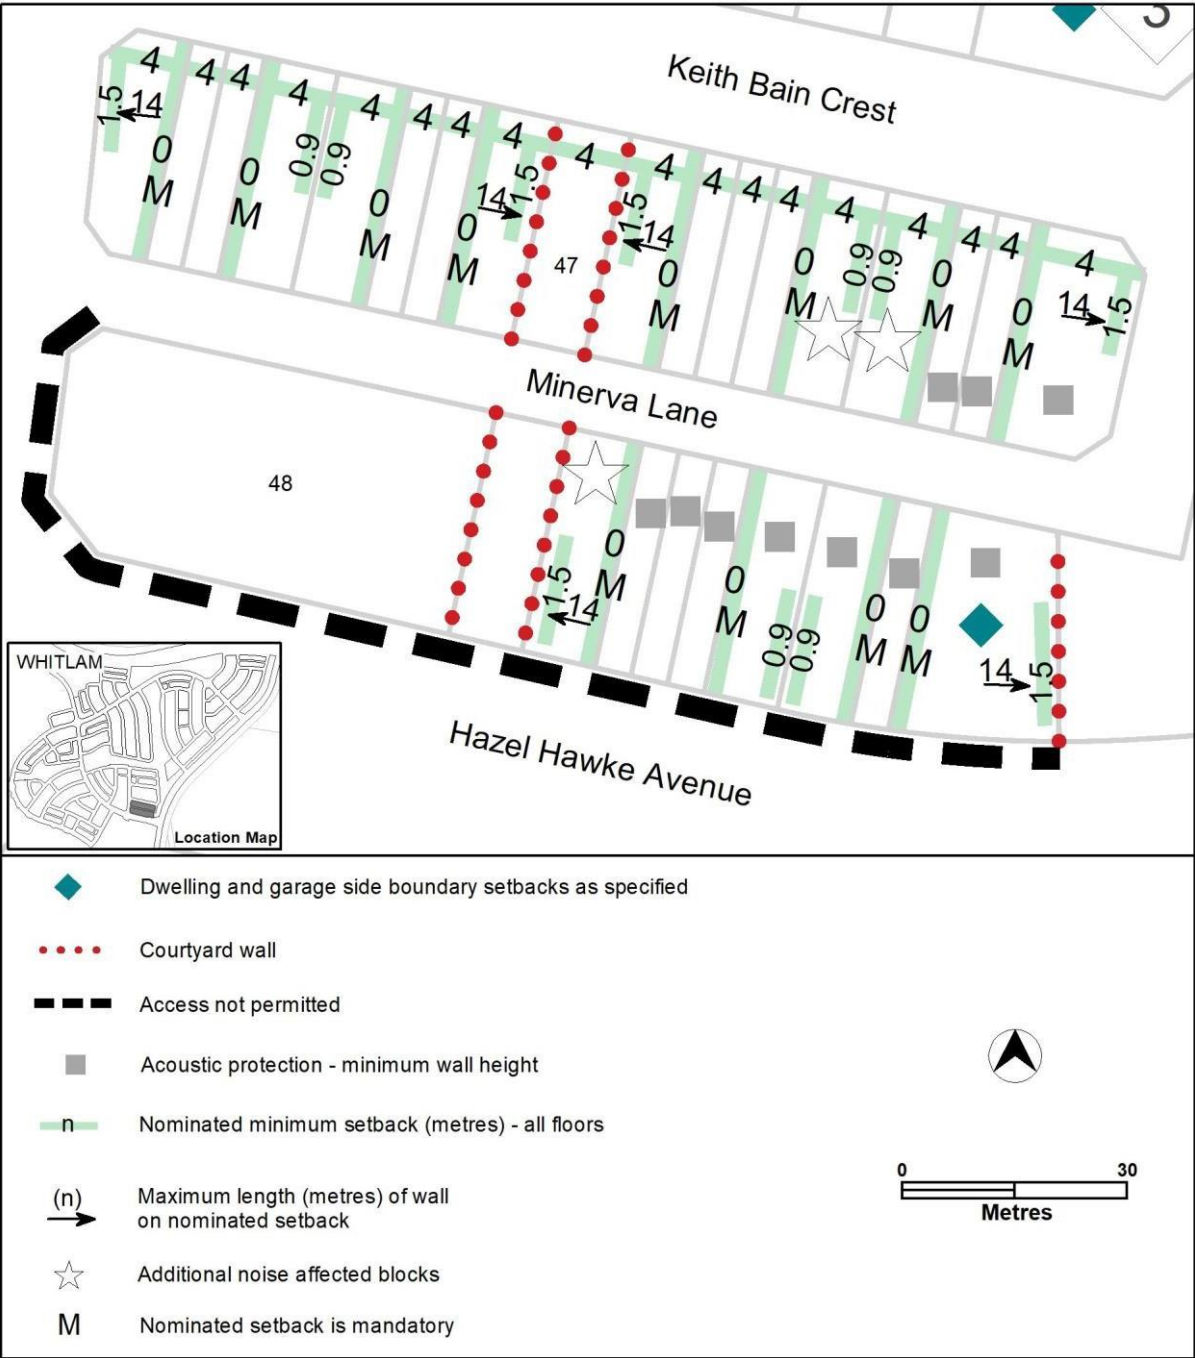 3
Keith Bain Crest
4 4 4 4 4 4 4 4 4 4 4 4 4 4 4 4 4 4
1.5 14 0 M 0 M 0.9 0.9 0 M 0 M 14 1.5
47
1.5 14 0 M 0 M 0.9 0.9 0 M 0 M 14 1.5
Minerva Lane
48
1.5 14 0 M 0 M 0.9 0.9 0 M 0 M 14 1.5
Hazel Hawke Avenue
WHITLAM
Location Map
Dwelling and garage side boundary setbacks as specified
Courtyard wall
Access not permitted
Acoustic protection - minimum wall height
n Nominated minimum setback (metres) - all floors
(n) Maximum length (metres) of wall
on nominated setback
Additional noise affected blocks
M Nominated setback is mandatory
0 30
Metres